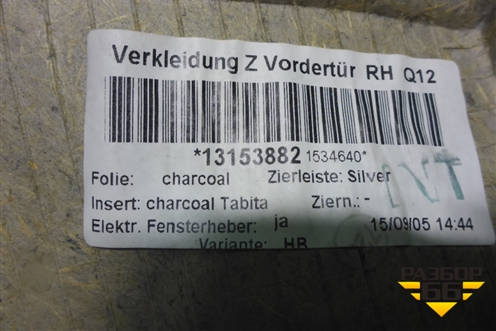 Verkleidung Z Vordertür RH Q12
*13153882 1534640*
Folie: charcoal Zierleiste: Silver
Insert: charcoal Tabita Ziern.: -
Elektr. Fensterheber: ja 15/09/05 14:44
Variante: HB
РАЗБОР
66